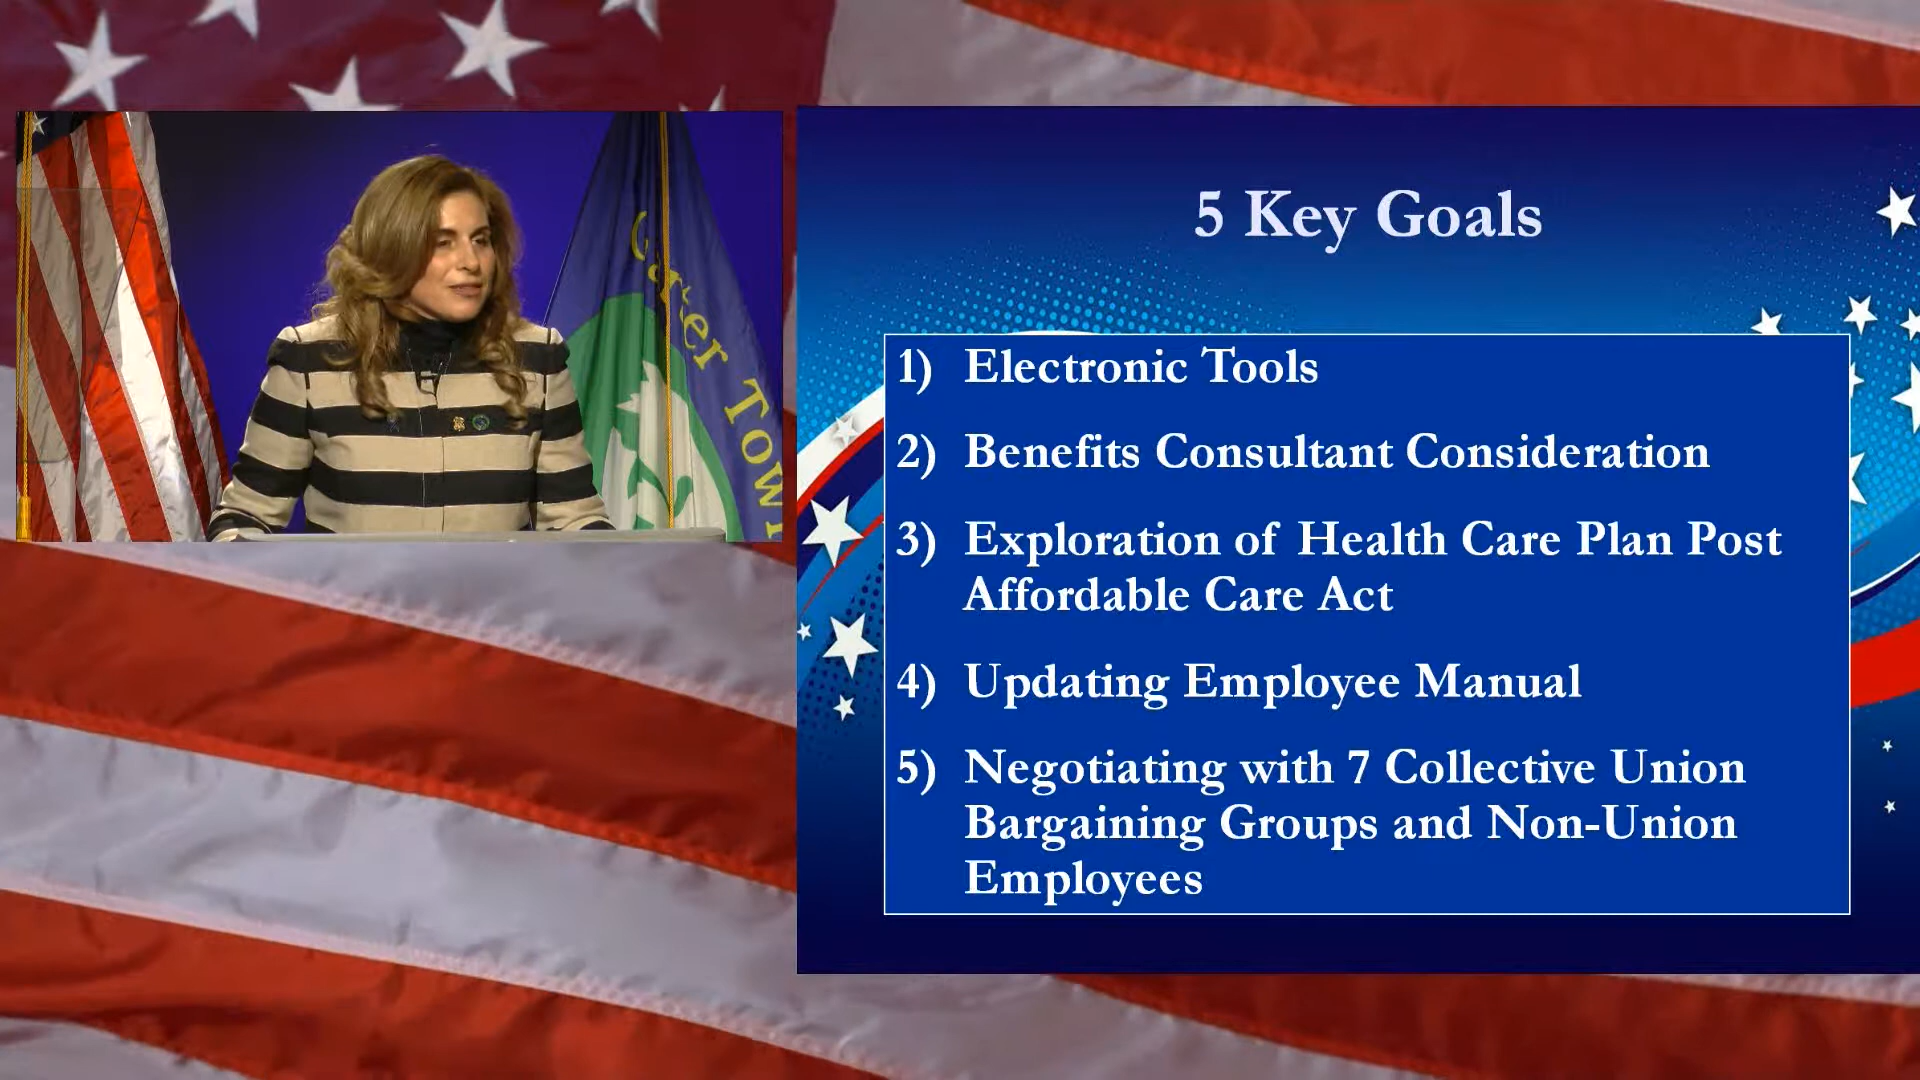 5 Key Goals
1) Electronic Tools
2) Benefits Consultant Consideration
3) Exploration of Health Care Plan Post
Affordable Care Act
4) Updating Employee Manual
5) Negotiating with 7 Collective Union
Bargaining Groups and Non-Union
Employees